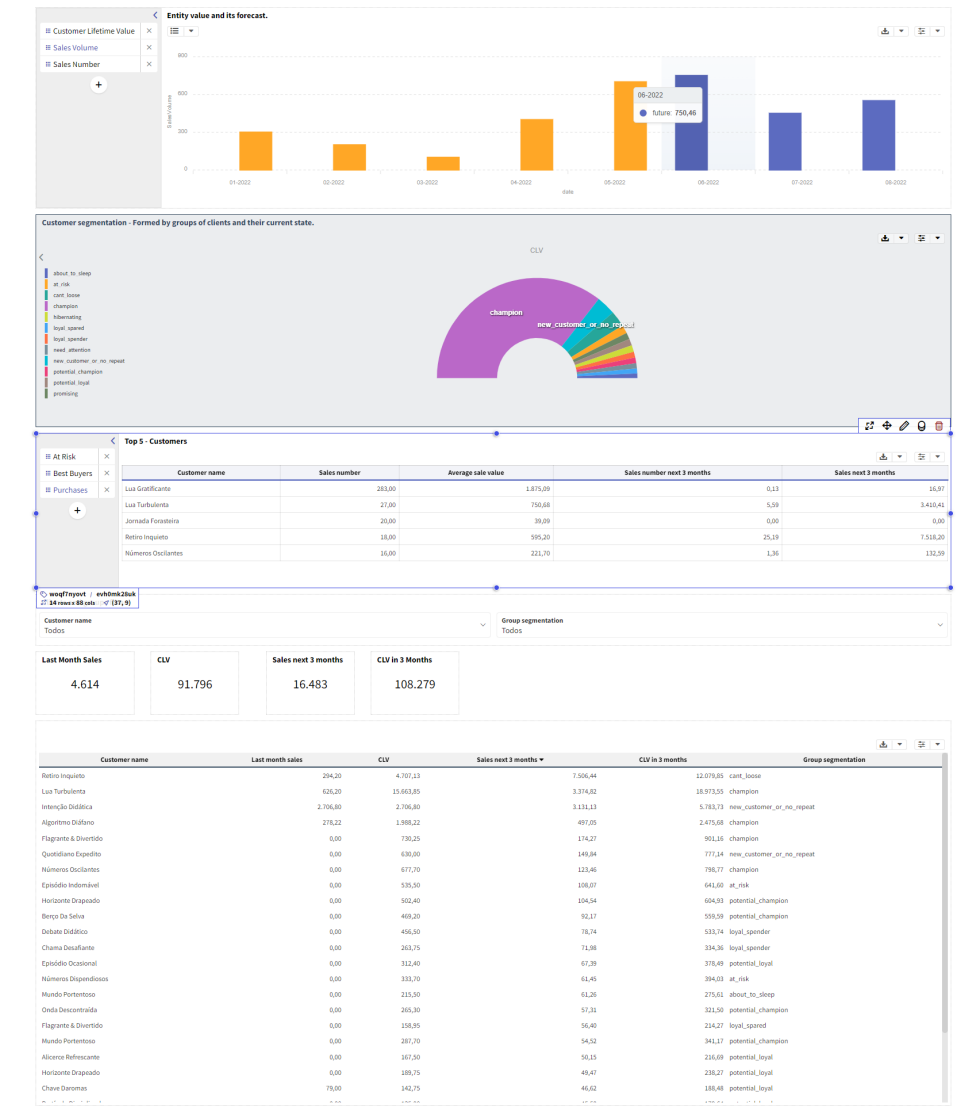 Entity value and its forecast.
Customer Lifetime Value
Sales Volume
Sales Number
+
800
600
300
0
SalesVolume
01-2022
02-2022
03-2022
04-2022
05-2022
06-2022
07-2022
08-2022
date
06-2022
future: 750,46
Customer segmentation - Formed by groups of clients and their current state.
CLV
about_to_sleep
at_risk
cant_loose
champion
hibernating
loyal_spared
loyal_spender
need_attention
new_customer_or_no_repeat
potential_champion
potential_loyal
promising
champion
new_customer_or_no_repeat
Top 5 - Customers
At Risk
Best Buyers
Purchases
+
Customer name Sales number Average sale value Sales number next 3 months Sales next 3 months
Lua Gratificante 283,00 1.875,09 0,13 16,97
Lua Turbulenta 27,00 750,68 5,59 3.410,41
Jornada Forasteira 20,00 39,09 0,00 0,00
Retiro Inquieto 18,00 595,20 25,19 7.518,20
Números Oscilantes 16,00 221,70 1,36 132,59
woqf7nyovt / evh0mk28uk
14 rows x 88 cols (37, 9)
Customer name
Todos
Group segmentation
Todos
Last Month Sales
4.614
CLV
91.796
Sales next 3 months
16.483
CLV in 3 Months
108.279
Customer name Last month sales CLV Sales next 3 months CLV in 3 months Group segmentation
Retiro Inquieto 294,20 4.707,13 7.506,44 12.079,85 cant_loose
Lua Turbulenta 626,20 15.663,85 3.374,82 18.973,55 champion
Intenção Didática 2.706,80 2.706,80 3.131,13 5.783,73 new_customer_or_no_repeat
Algoritmo Diáfano 278,22 1.988,22 497,05 2.475,68 champion
Flagrante & Divertido 0,00 730,25 174,27 901,16 champion
Quotidiano Expedito 0,00 630,00 149,84 777,14 new_customer_or_no_repeat
Números Oscilantes 0,00 677,70 123,46 798,77 champion
Episódio Indomável 0,00 535,50 108,07 641,60 at_risk
Horizonte Drapeado 0,00 502,40 104,54 604,93 potential_champion
Berço Da Selva 0,00 469,20 92,17 559,59 potential_champion
Debate Didático 0,00 456,50 78,74 533,74 loyal_spender
Chama Desafiante 0,00 263,75 71,98 334,36 loyal_spender
Episódio Ocasional 0,00 312,40 67,39 378,49 potential_loyal
Números Dispendiosos 0,00 333,70 61,45 394,03 at_risk
Mundo Portentoso 0,00 215,50 61,26 275,61 about_to_sleep
Onda Descontraída 0,00 265,30 57,31 321,50 potential_champion
Flagrante & Divertido 0,00 158,95 56,40 214,27 loyal_spared
Mundo Portentoso 0,00 287,70 54,52 341,17 potential_champion
Alicerce Refrescante 0,00 167,50 50,15 216,69 potential_loyal
Horizonte Drapeado 0,00 189,75 49,47 238,27 potential_loyal
Chave Daromas 79,00 142,75 46,62 188,48 potential_loyal